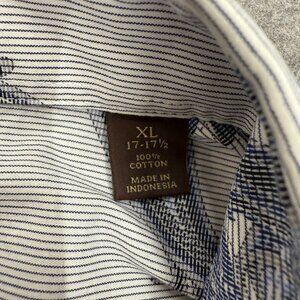 XL
17-17½
100%
COTTON
MADE IN
INDONESIA